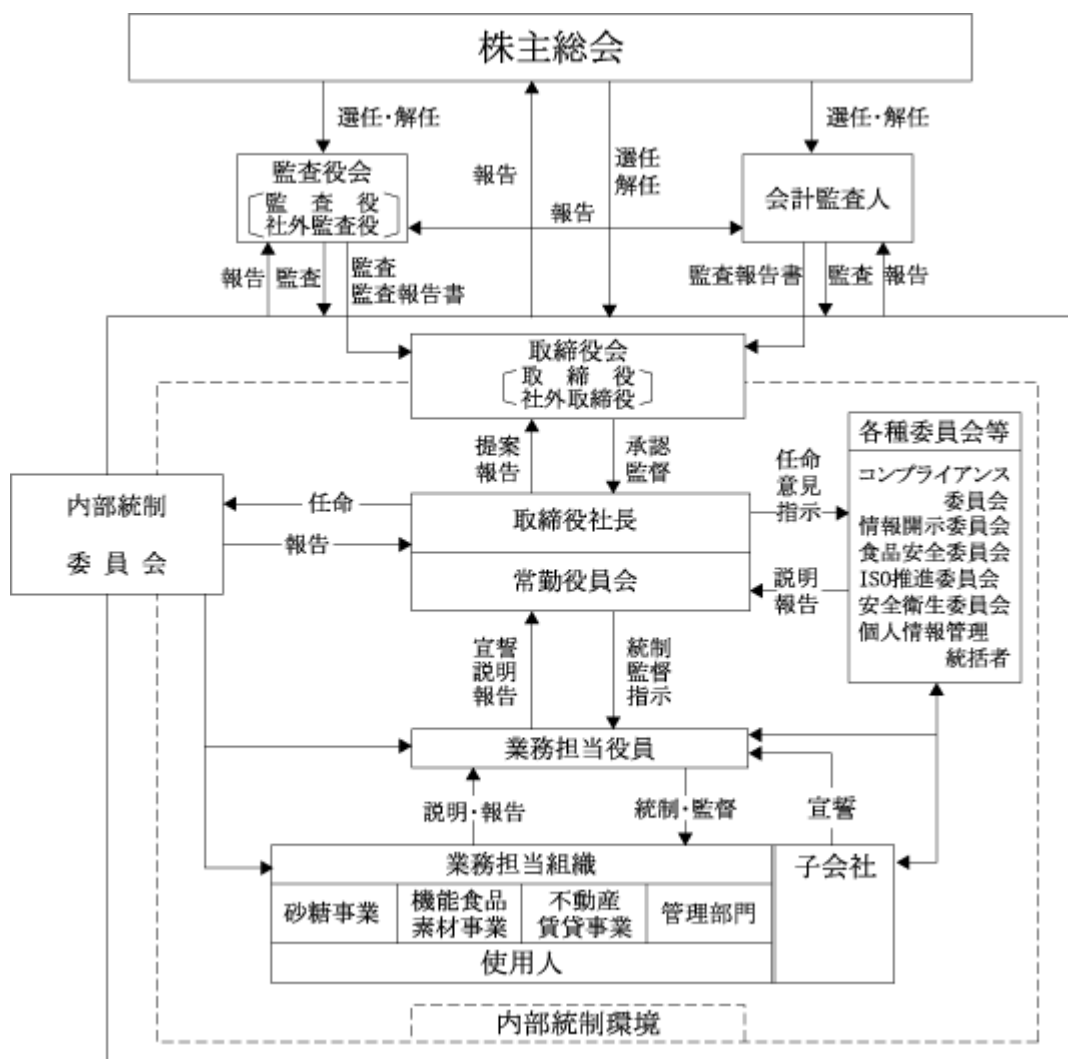 株主総会
選任・解任
選任・解任
監査役会
監査役
社外監査役
報告
選任
解任
会計監査人
報告
報告
監査
監査
監査報告書
監査報告書
監査
報告
取締役会
取締役
社外取締役
提案
報告
承認
監督
各種委員会等
コンプライアンス
委員会
情報開示委員会
食品安全委員会
ISO推進委員会
安全衛生委員会
個人情報管理
統括者
内部統制
委員会
任命
報告
取締役社長
常勤役員会
任命
意見
指示
説明
報告
宣誓
説明
報告
統制
監督
指示
業務担当役員
説明・報告
統制・監督
宣誓
業務担当組織
子会社
砂糖事業
機能食品
素材事業
不動産
賃貸事業
管理部門
使用人
内部統制環境